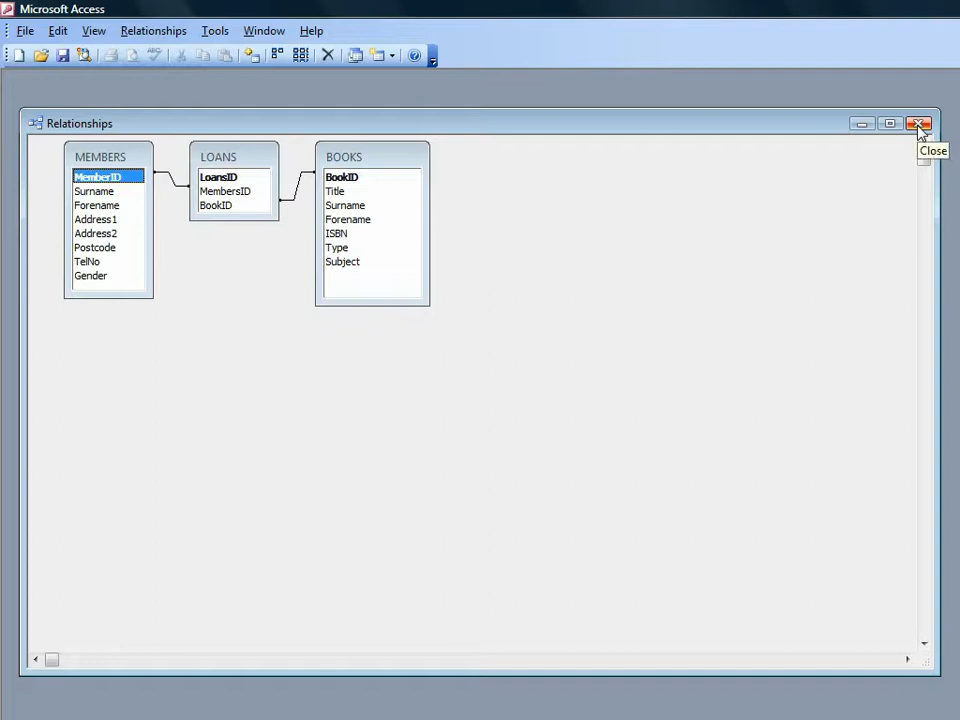 Microsoft Access
File Edit View Relationships Tools Window Help
Relationships
Close
MEMBERS
MemberID
Surname
Forename
Address1
Address2
Postcode
TelNo
Gender
LOANS
LoansID
MembersID
BookID
BOOKS
BookID
Title
Surname
Forename
ISBN
Type
Subject